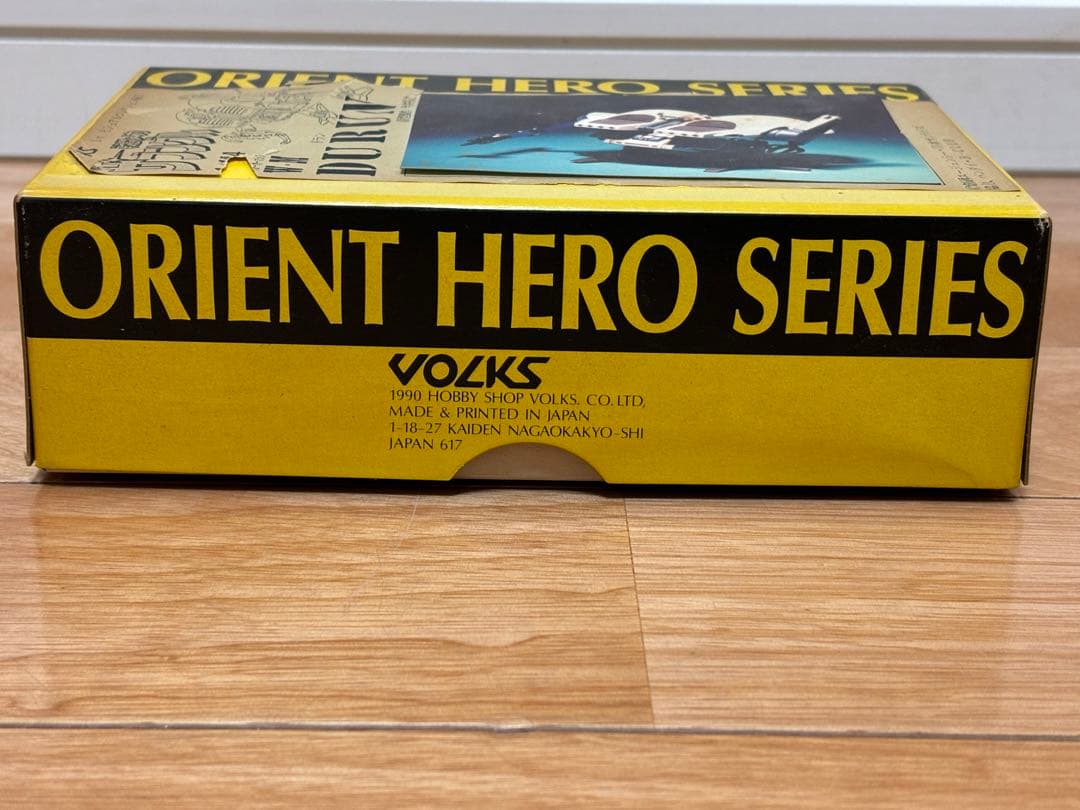 ORIENT HERO SERIES
DURUV
ORIENT HERO SERIES
VOLKS
1990 HOBBY SHOP VOLKS. CO. LTD,
MADE & PRINTED IN JAPAN
1-18-27 KAIDEN NAGAOKAKYO-SHI
JAPAN 617